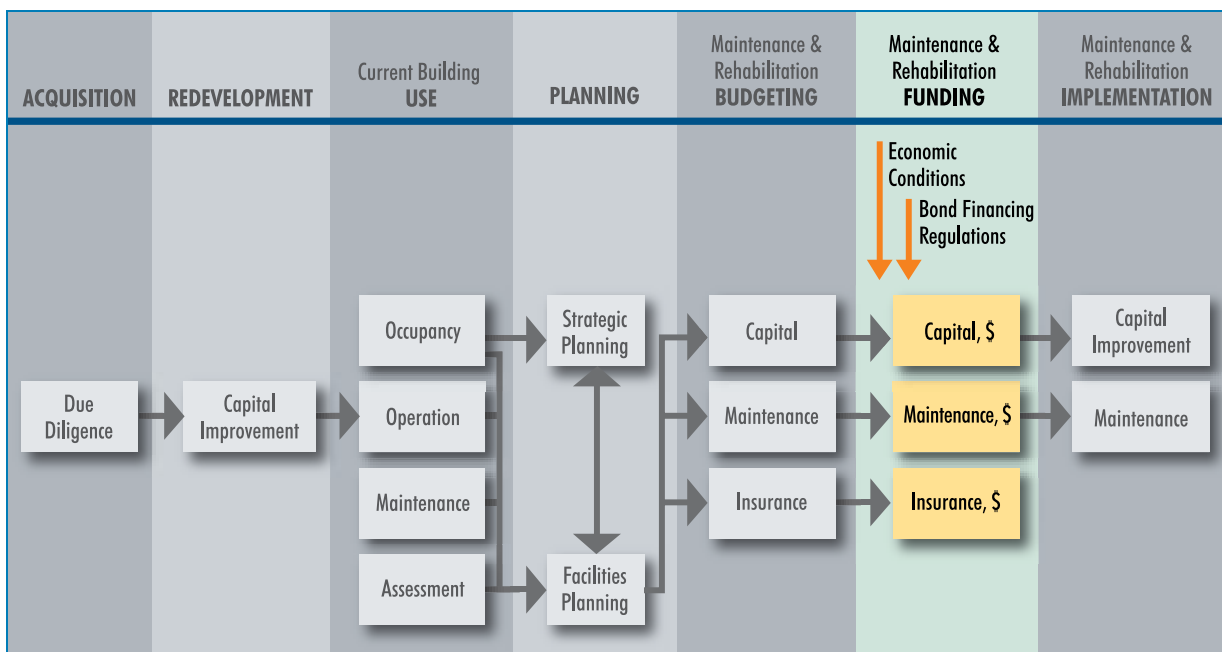 ACQUISITION
REDEVELOPMENT
Current Building
USE
PLANNING
Maintenance &
Rehabilitation
BUDGETING
Maintenance &
Rehabilitation
FUNDING
Maintenance &
Rehabilitation
IMPLEMENTATION
Economic
Conditions
Bond Financing
Regulations
Due
Diligence
Capital
Improvement
Occupancy
Operation
Maintenance
Assessment
Strategic
Planning
Facilities
Planning
Capital
Maintenance
Insurance
Capital, $
Maintenance, $
Insurance, $
Capital
Improvement
Maintenance